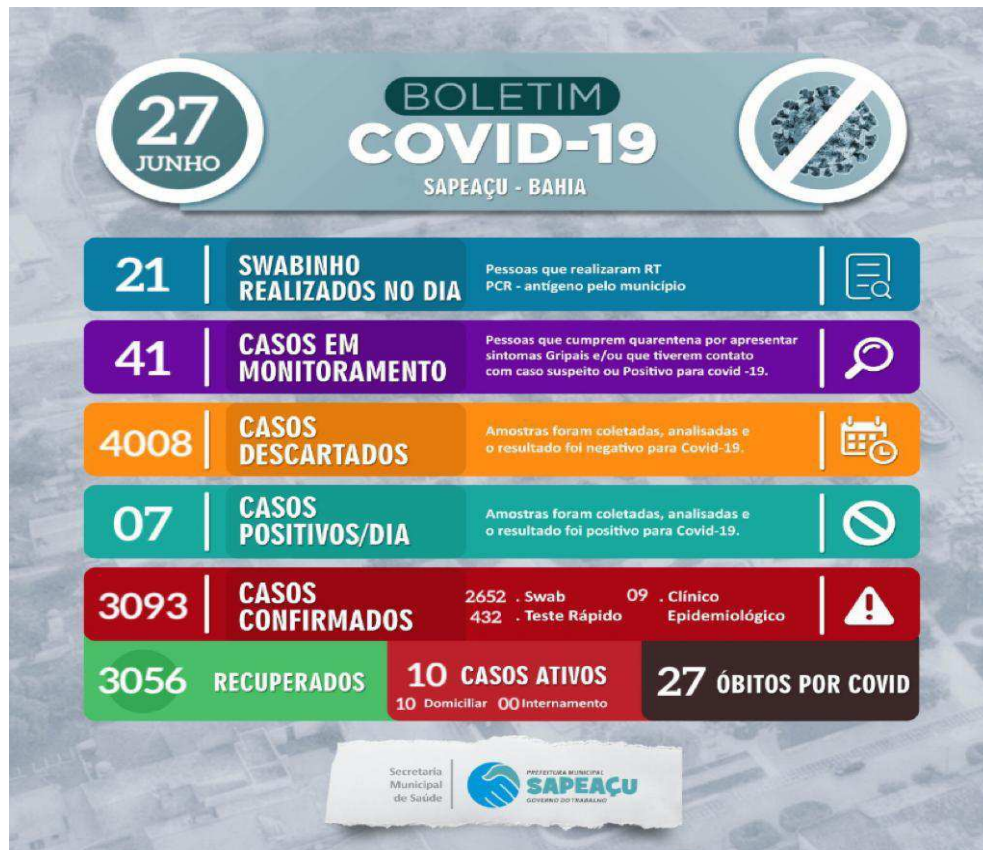 27
JUNHO
BOLETIM
COVID-19
SAPEAÇU - BAHIA
21
SWABINHO
REALIZADOS NO DIA
Pessoas que realizaram RT
PCR - antígeno pelo município
41
CASOS EM
MONITORAMENTO
Pessoas que cumprem quarentena por apresentar
sintomas Gripais e/ou que tiverem contato
com caso suspeito ou Positivo para covid -19.
4008
CASOS
DESCARTADOS
Amostras foram coletadas, analisadas e
o resultado foi negativo para Covid-19.
07
CASOS
POSITIVOS/DIA
Amostras foram coletadas, analisadas e
o resultado foi positivo para Covid-19.
3093
CASOS
CONFIRMADOS
2652 . Swab
432 . Teste Rápido
09 . Clínico
Epidemiológico
3056 RECUPERADOS
10 CASOS ATIVOS
10 Domiciliar 00 Internamento
27 ÓBITOS POR COVID
Secretaria
Municipal
de Saúde
PREFEITURA MUNICIPAL
SAPEAÇU
GOVERNO DO TRABALHO